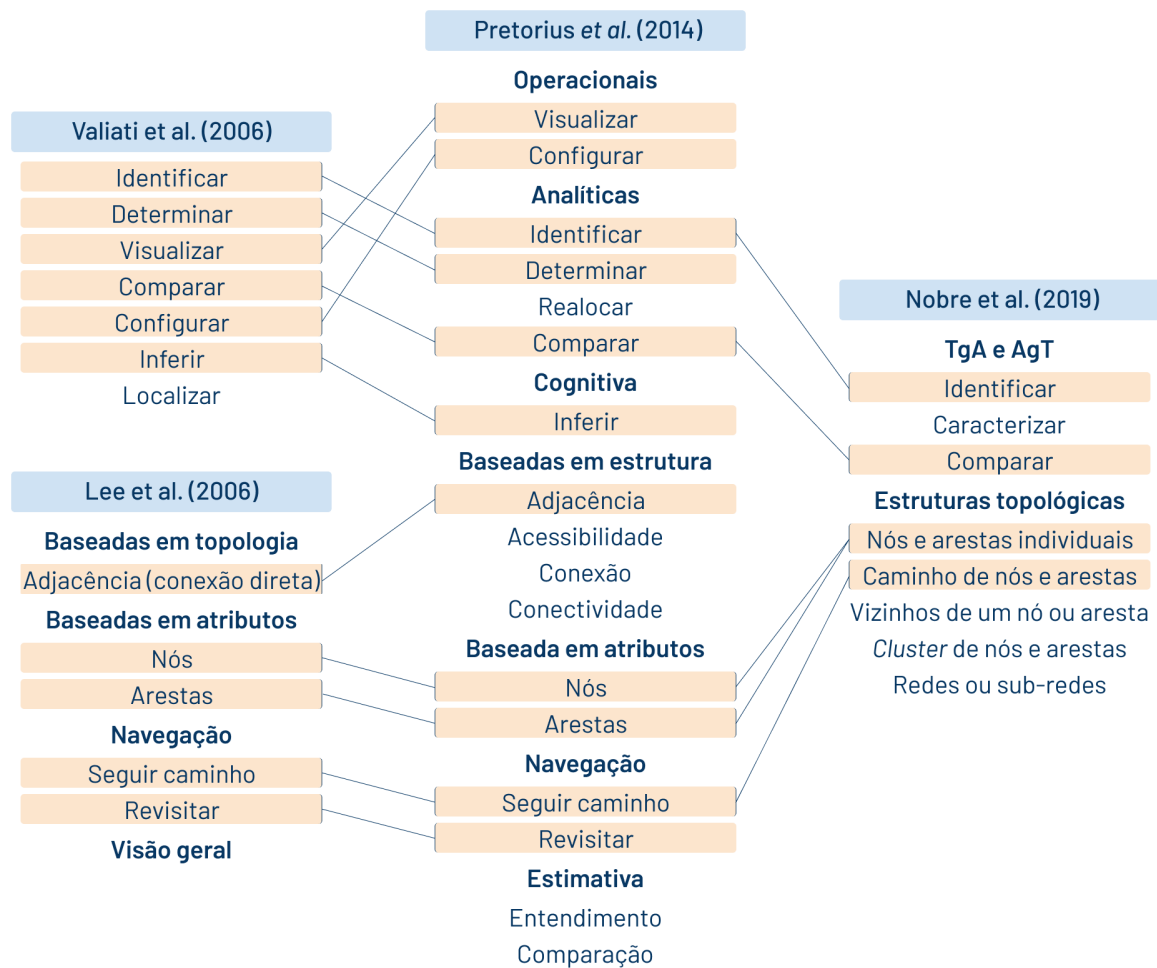 Valiati et al. (2006)
Identificar
Determinar
Visualizar
Comparar
Configurar
Inferir
Localizar
Lee et al. (2006)
Baseadas em topologia
Adjacência (conexão direta)
Baseadas em atributos
Nós
Arestas
Navegação
Seguir caminho
Revisitar
Visão geral
Pretorius et al. (2014)
Operacionais
Visualizar
Configurar
Analíticas
Identificar
Determinar
Realocar
Comparar
Cognitiva
Inferir
Baseadas em estrutura
Adjacência
Acessibilidade
Conexão
Conectividade
Baseada em atributos
Nós
Arestas
Navegação
Seguir caminho
Revisitar
Estimativa
Entendimento
Comparação
Nobre et al. (2019)
TgA e AgT
Identificar
Caracterizar
Comparar
Estruturas topológicas
Nós e arestas individuais
Caminho de nós e arestas
Vizinhos de um nó ou aresta
Cluster de nós e arestas
Redes ou sub-redes